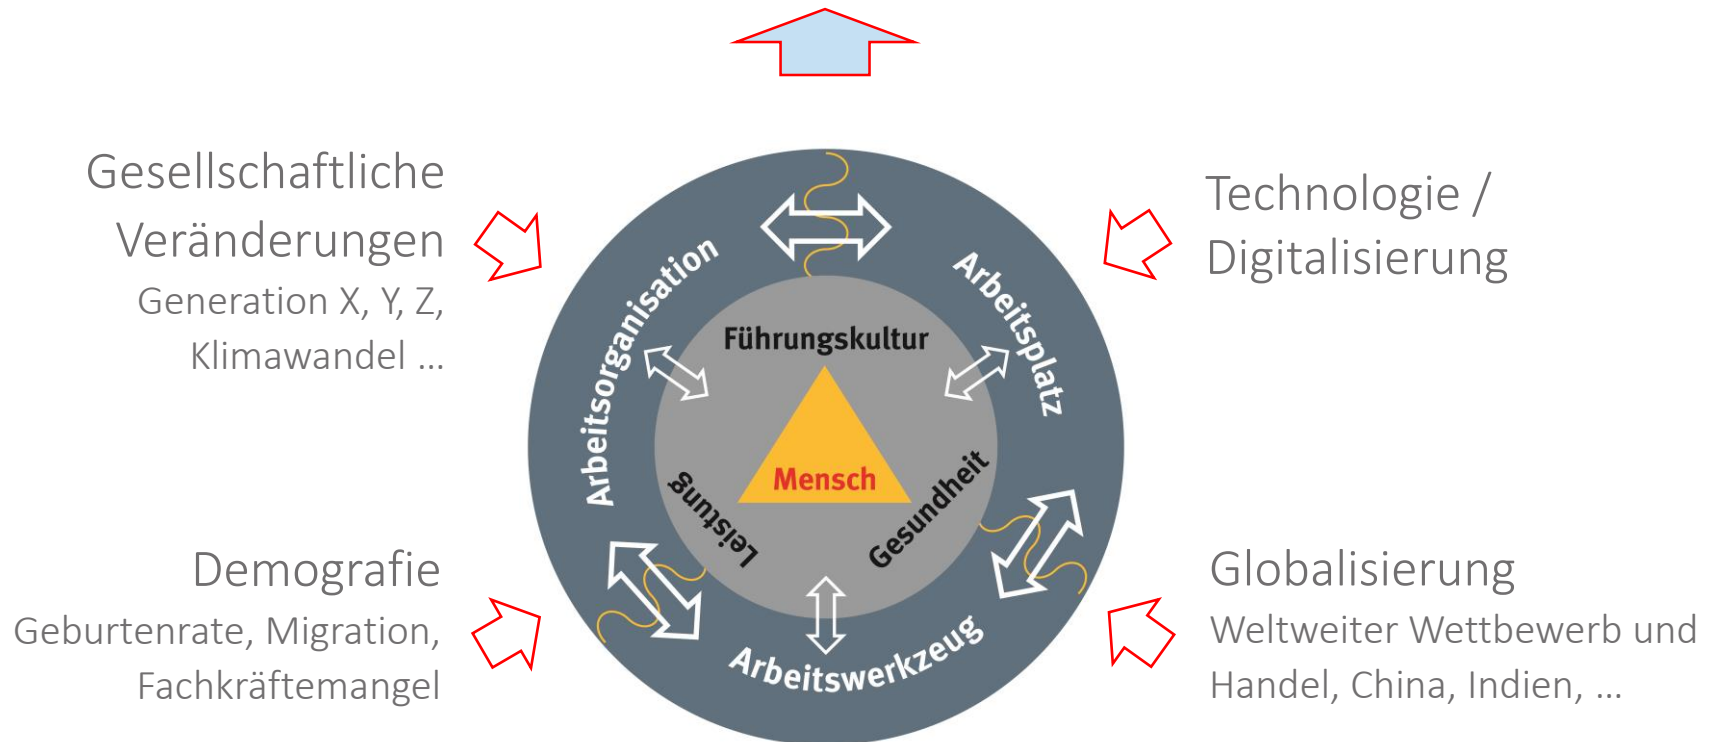 Gesellschaftliche
Veränderungen
Generation X, Y, Z,
Klimawandel ...
Technologie /
Digitalisierung
Arbeitsorganisation
Arbeitsplatz
Führungskultur
Mensch
Leistung
Gesundheit
Arbeitswerkzeug
Demografie
Geburtenrate, Migration,
Fachkräftemangel
Globalisierung
Weltweiter Wettbewerb und
Handel, China, Indien, ...